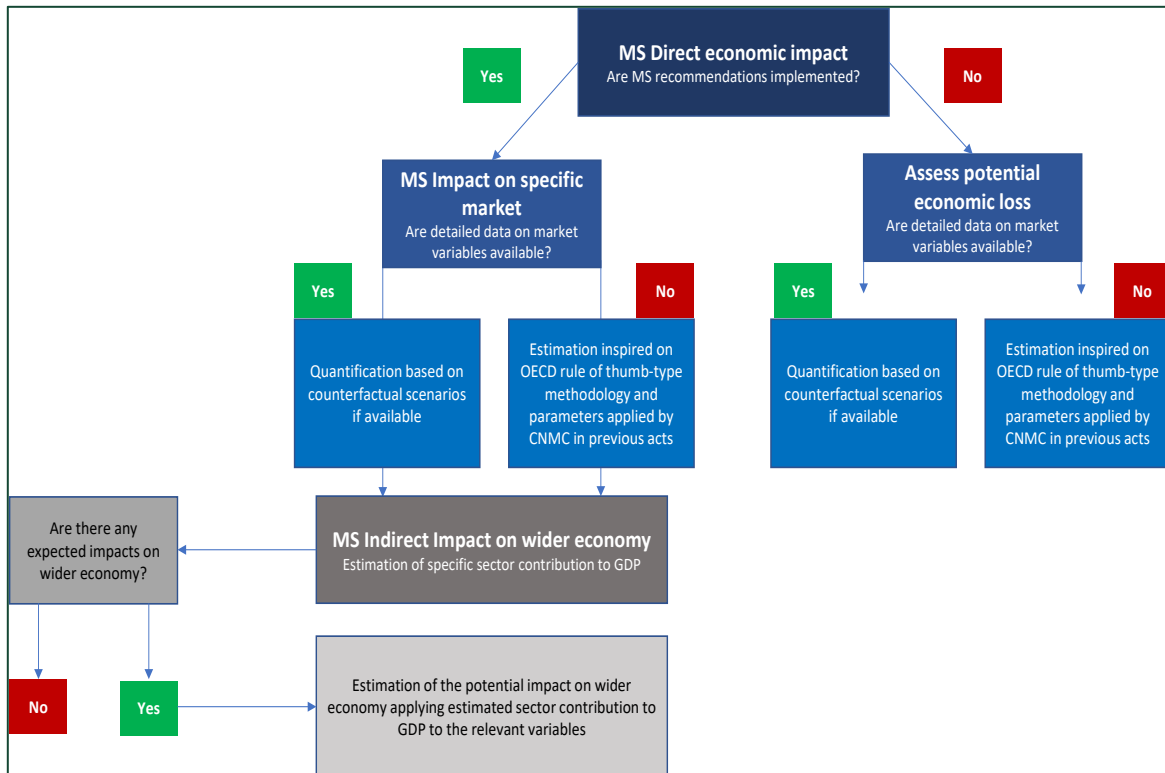 MS Direct economic impact
Are MS recommendations implemented?
Yes
No
MS Impact on specific
market
Are detailed data on market
variables available?
Assess potential
economic loss
Are detailed data on market
variables available?
Yes
No
Yes
No
Quantification based on
counterfactual scenarios
if available
Estimation inspired on
OECD rule of thumb-type
methodology and
parameters applied by
CNMC in previous acts
Quantification based on
counterfactual scenarios
if available
Estimation inspired on
OECD rule of thumb-type
methodology and
parameters applied by
CNMC in previous acts
Are there any
expected impacts on
wider economy?
MS Indirect Impact on wider economy
Estimation of specific sector contribution to GDP
No
Yes
Estimation of the potential impact on wider
economy applying estimated sector contribution to
GDP to the relevant variables